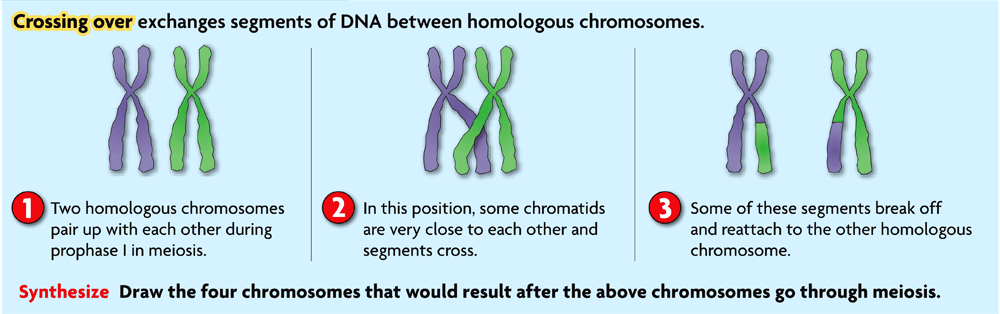 Crossing over exchanges segments of DNA between homologous chromosomes.
1 Two homologous chromosomes
pair up with each other during
prophase I in meiosis.
2 In this position, some chromatids
are very close to each other and
segments cross.
3 Some of these segments break off
and reattach to the other homologous
chromosome.
Synthesize Draw the four chromosomes that would result after the above chromosomes go through meiosis.